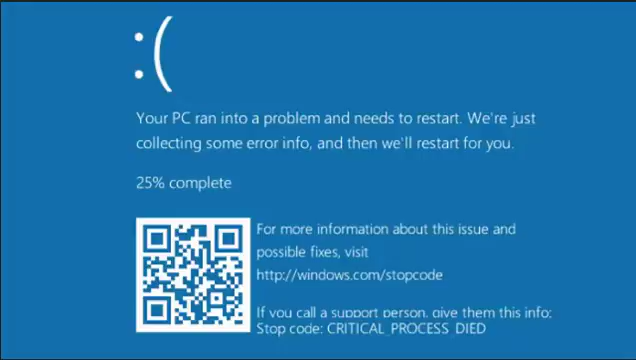 :(
Your PC ran into a problem and needs to restart. We're just
collecting some error info, and then we'll restart for you.
25% complete
For more information about this issue and
possible fixes, visit
http://windows.com/stopcode
If you call a support person, give them this info:
Stop code: CRITICAL_PROCESS_DIED